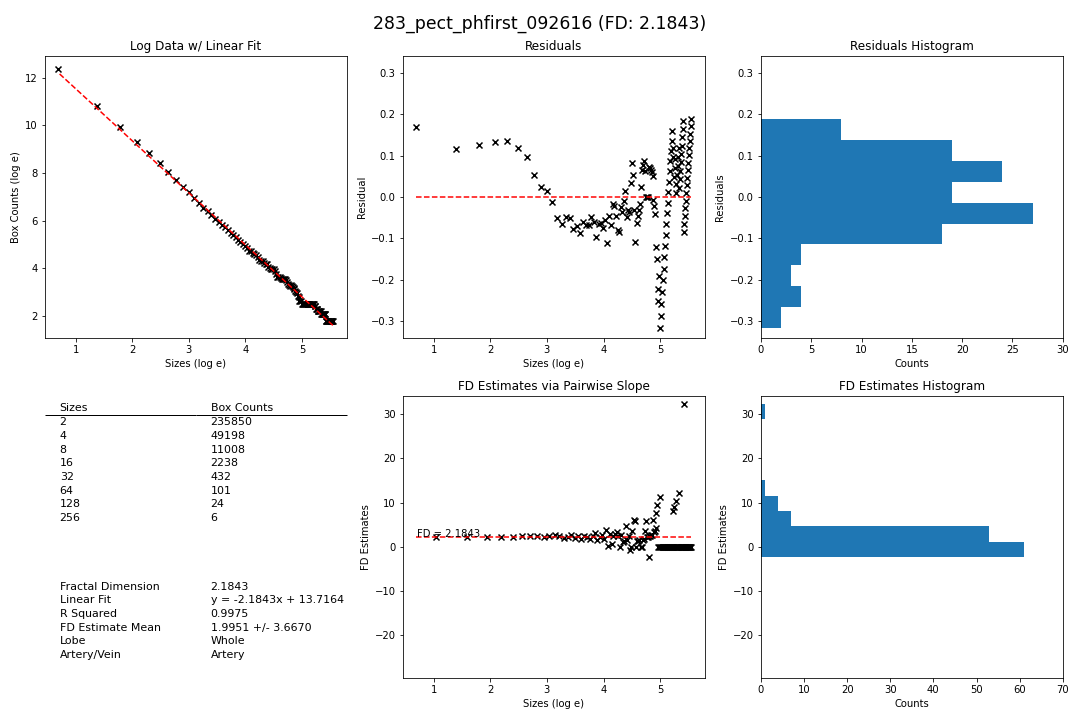 283_pect_phfirst_092616 (FD: 2.1843)
Log Data w/ Linear Fit
Box Counts (log e)
12
10
8
6
4
2
1 2 3 4 5
Sizes (log e)
Residuals
Residual
0.3
0.2
0.1
0.0
−0.1
−0.2
−0.3
1 2 3 4 5
Sizes (log e)
Residuals Histogram
Residuals
0.3
0.2
0.1
0.0
−0.1
−0.2
−0.3
0 5 10 15 20 25 30
Counts
Sizes Box Counts
2 235850
4 49198
8 11008
16 2238
32 432
64 101
128 24
256 6
Fractal Dimension 2.1843
Linear Fit y = -2.1843x + 13.7164
R Squared 0.9975
FD Estimate Mean 1.9951 +/- 3.6670
Lobe Whole
Artery/Vein Artery
FD Estimates via Pairwise Slope
FD Estimates
30
20
10
0
−10
−20
FD = 2.1843
1 2 3 4 5
Sizes (log e)
FD Estimates Histogram
FD Estimates
30
20
10
0
−10
−20
0 10 20 30 40 50 60 70
Counts